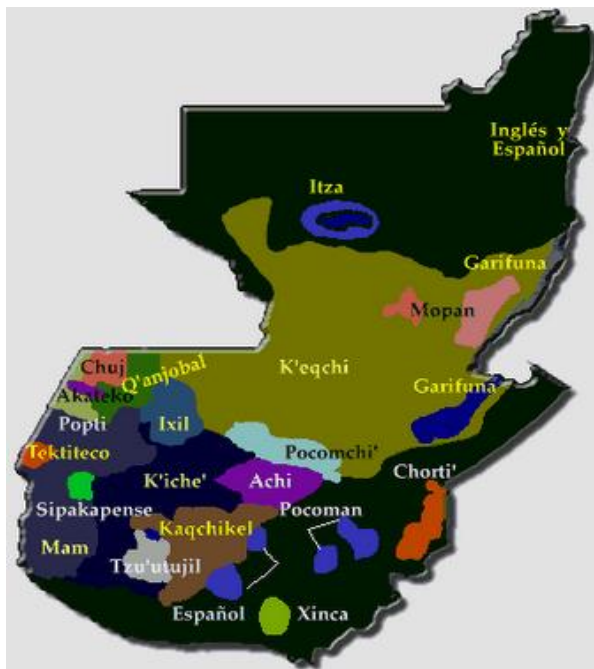 Inglés y
Español
Itza
Garifuna
Mopan
Chuj
Q'anjobal
K'eqchi
Akateko
Garifuna
Popti
Ixil
Tektiteco
Pocomchi'
Chorti'
K'iche'
Achi
Sipakapense
Pocoman
Kaqchikel
Mam
Tzu'utujil
Español
Xinca